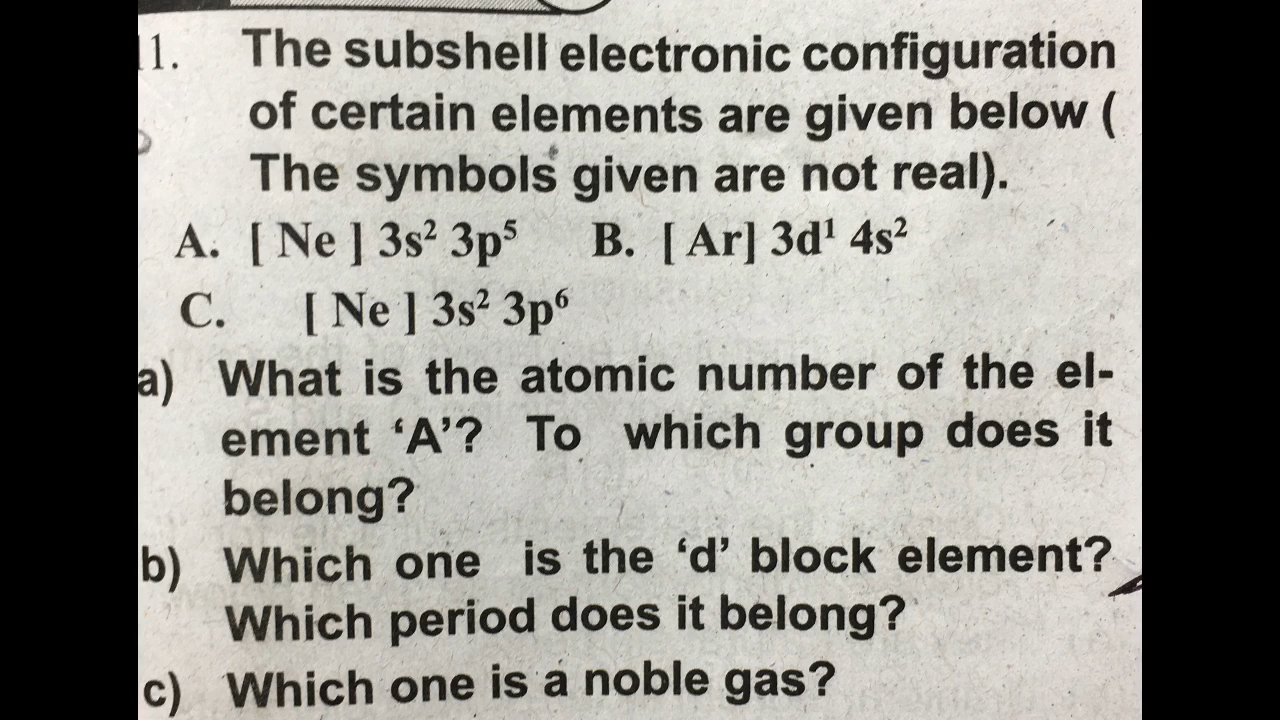 11. The subshell electronic configuration
of certain elements are given below (
The symbols given are not real).
A. [ Ne ] 3s² 3p⁵ B. [ Ar] 3d¹ 4s²
C. [ Ne ] 3s² 3p⁶
a) What is the atomic number of the el-
ement ‘A’? To which group does it
belong?
b) Which one is the ‘d’ block element?
Which period does it belong?
c) Which one is a noble gas?